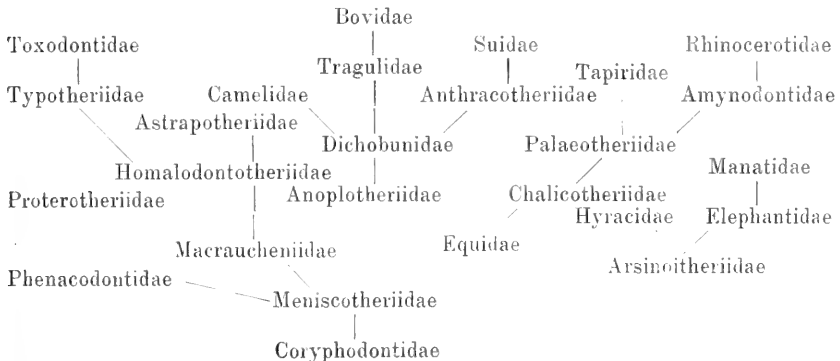 Bovidae
Toxodontidae Suidae Rhinocerotidae
Tragulidae Tapiridae
Typotheriidae Camelidae Anthracotheriidae Amynodontidae
Astrapotheriidae
Dichobunidae Palaeotheriidae
Homalodontotheriidae Manatidae
Proterotheriidae Anoplotheriidae Chalicotheriidae
Hyracidae Elephantidae
Macraucheniidae Equidae
Arsinoitheriidae
Phenacodontidae
Meniscotheriidae
Coryphodontidae